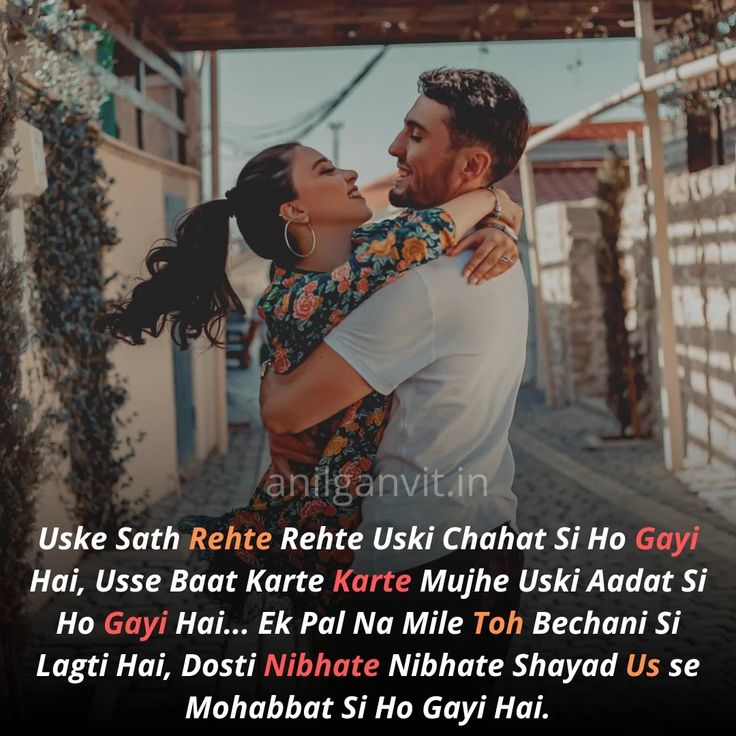 anilganvit.in
Uske Sath Rehte Rehte Uski Chahat Si Ho Gayi
Hai, Usse Baat Karte Karte Mujhe Uski Aadat Si
Ho Gayi Hai... Ek Pal Na Mile Toh Bechani Si
Lagti Hai, Dosti Nibhate Nibhate Shayad Us se
Mohabbat Si Ho Gayi Hai.